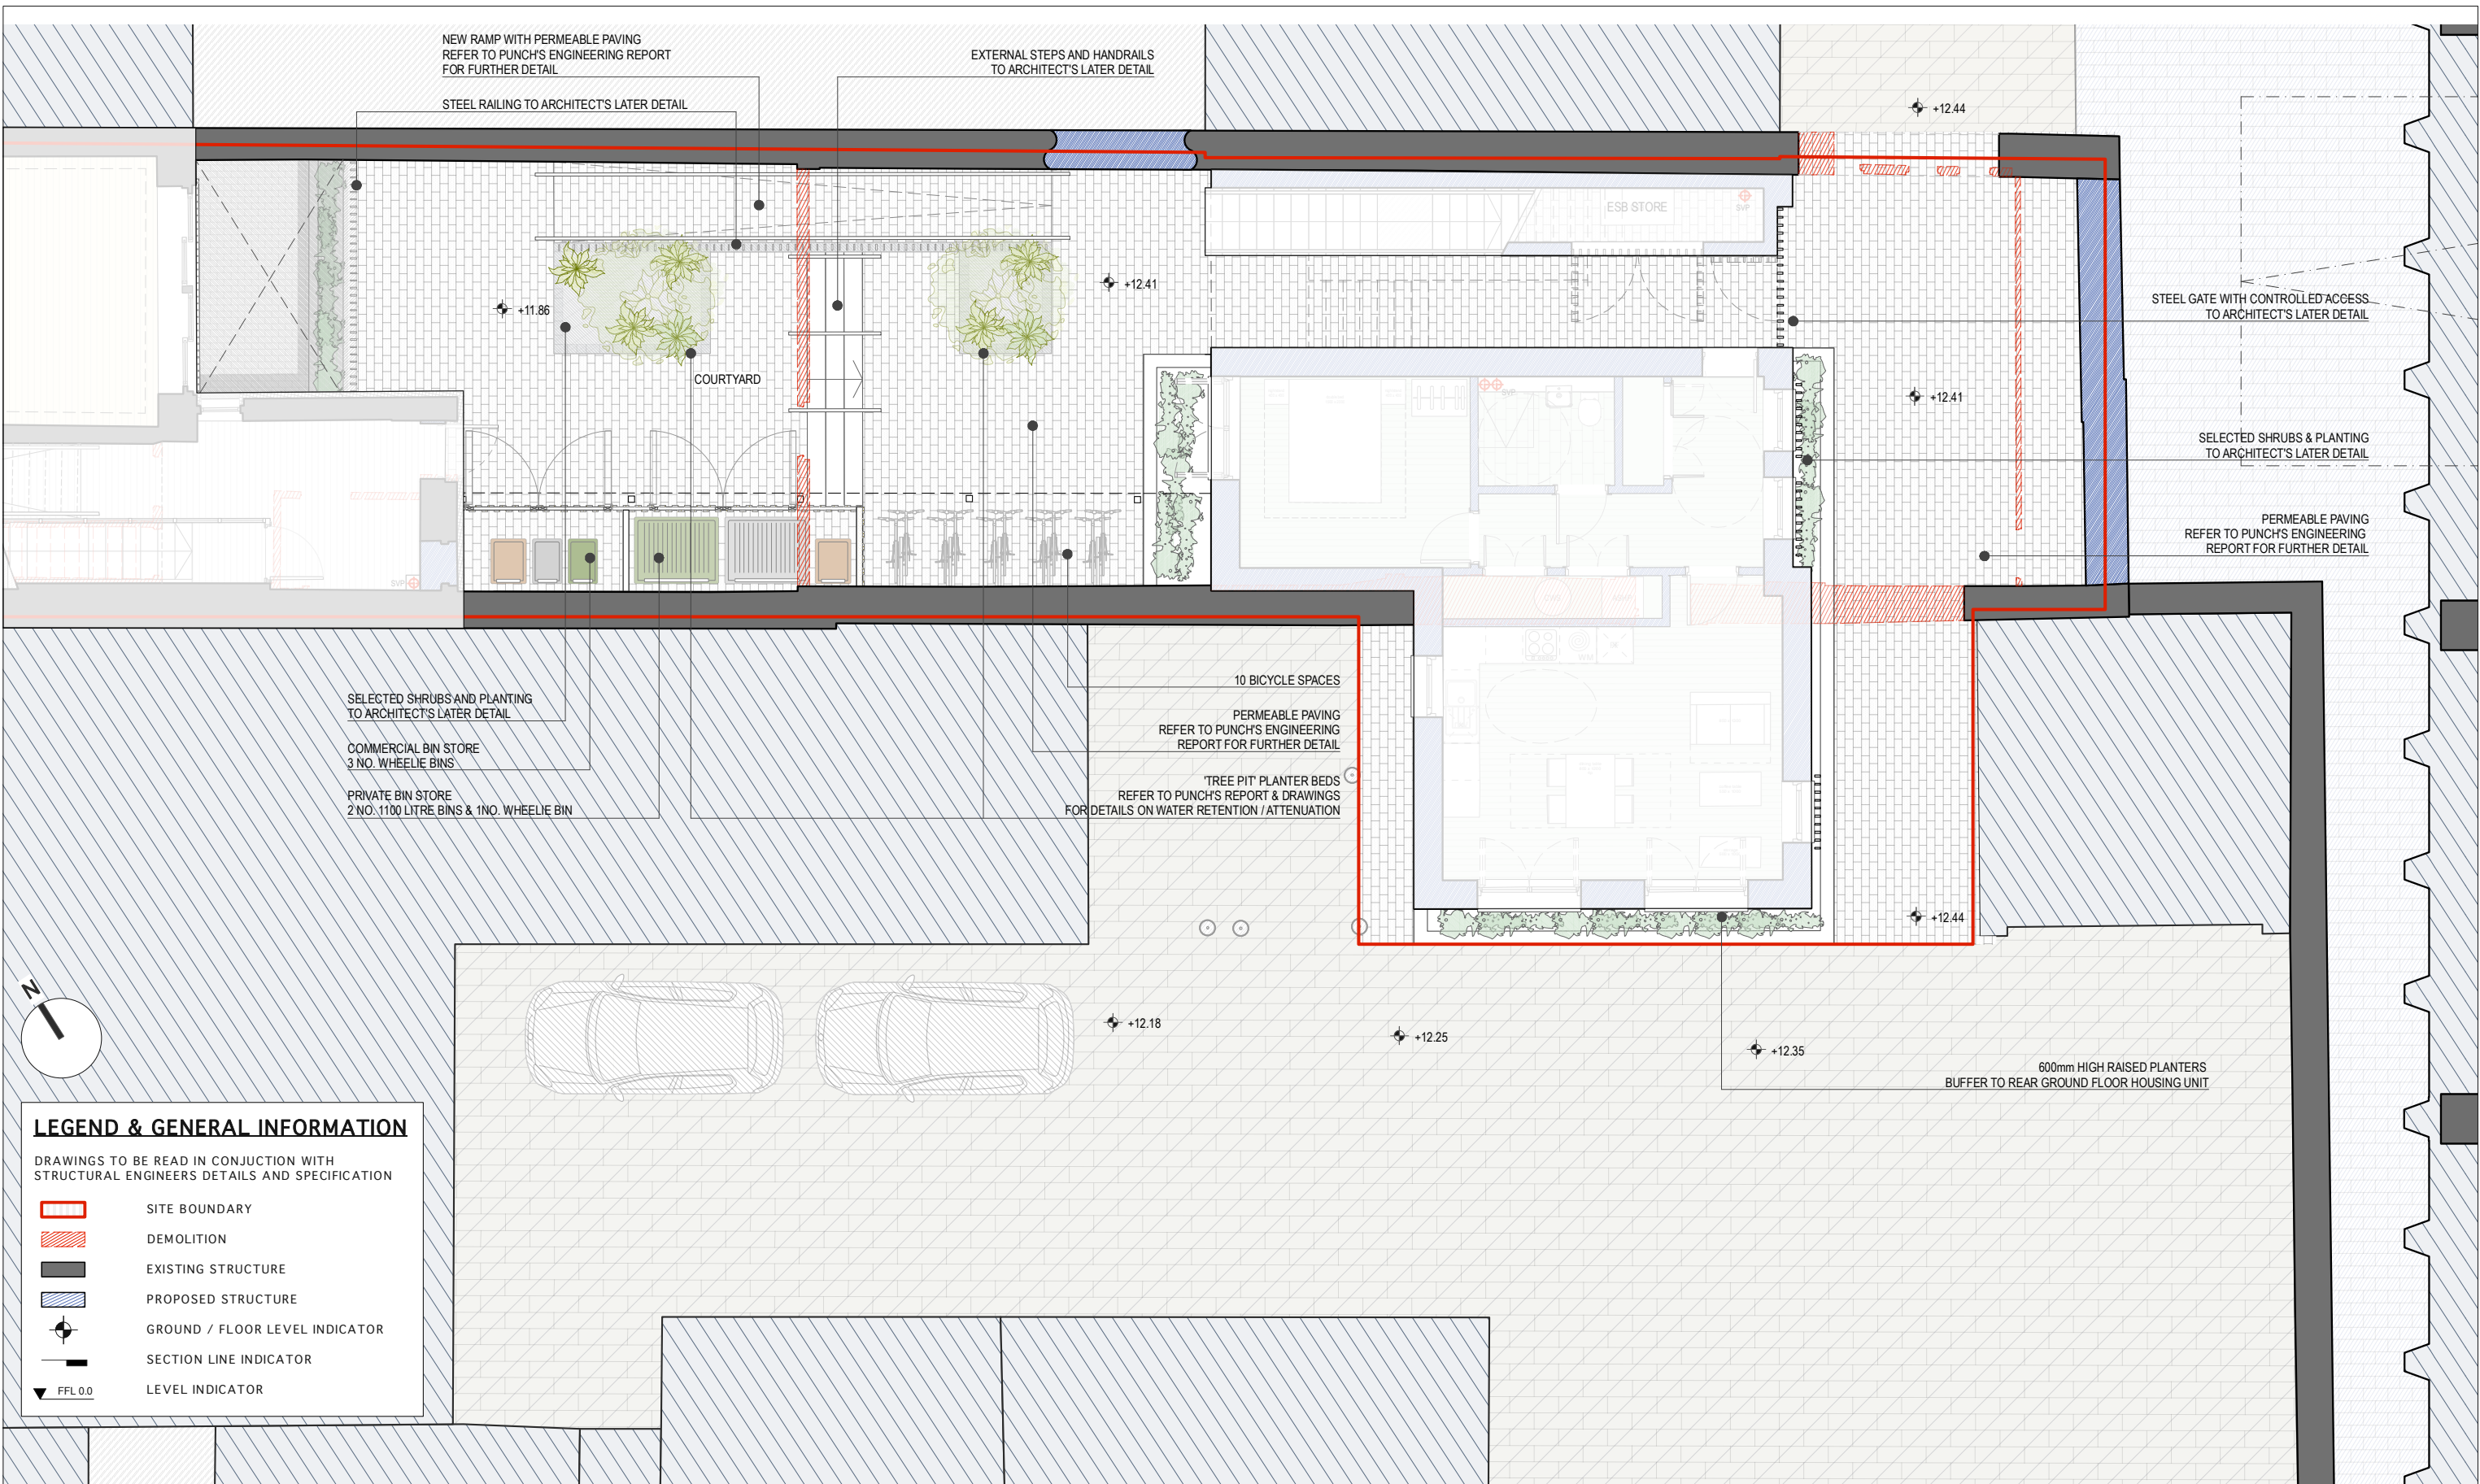 NEW RAMP WITH PERMEABLE PAVING
REFER TO PUNCH'S ENGINEERING REPORT
FOR FURTHER DETAIL
EXTERNAL STEPS AND HANDRAILS
TO ARCHITECT'S LATER DETAIL
STEEL RAILING TO ARCHITECT'S LATER DETAIL
+12.44
ESB STORE
SVP
+12.41
+11.86
STEEL GATE WITH CONTROLLED ACCESS
TO ARCHITECT'S LATER DETAIL
COURTYARD
SVP
+12.41
SELECTED SHRUBS & PLANTING
TO ARCHITECT'S LATER DETAIL
PERMEABLE PAVING
REFER TO PUNCH'S ENGINEERING
REPORT FOR FURTHER DETAIL
SVP
10 BICYCLE SPACES
SELECTED SHRUBS AND PLANTING
TO ARCHITECT'S LATER DETAIL
PERMEABLE PAVING
REFER TO PUNCH'S ENGINEERING
REPORT FOR FURTHER DETAIL
COMMERCIAL BIN STORE
3 NO. WHEELIE BINS
'TREE PIT' PLANTER BEDS
REFER TO PUNCH'S REPORT & DRAWINGS
FOR DETAILS ON WATER RETENTION / ATTENUATION
PRIVATE BIN STORE
2 NO. 1100 LITRE BINS & 1NO. WHEELIE BIN
+12.44
N
+12.18
+12.25
+12.35
600mm HIGH RAISED PLANTERS
BUFFER TO REAR GROUND FLOOR HOUSING UNIT
LEGEND & GENERAL INFORMATION
DRAWINGS TO BE READ IN CONJUCTION WITH
STRUCTURAL ENGINEERS DETAILS AND SPECIFICATION
SITE BOUNDARY
DEMOLITION
EXISTING STRUCTURE
PROPOSED STRUCTURE
GROUND / FLOOR LEVEL INDICATOR
SECTION LINE INDICATOR
FFL 0.0 LEVEL INDICATOR